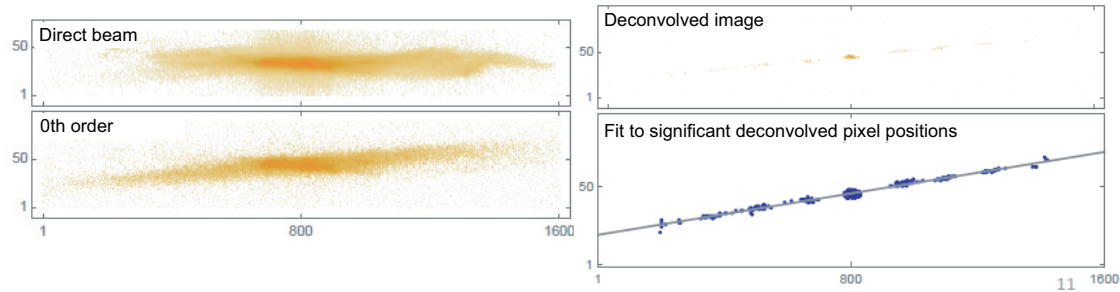 Direct beam
50
1
0th order
50
1
1 800 1600
Deconvolved image
50
1
Fit to significant deconvolved pixel positions
50
1
1 800 1600
11